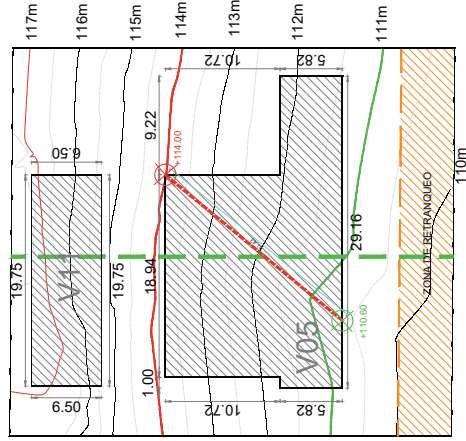 117m
116m
115m
114m
113m
112m
111m
10.72
5.82
9.22
6.50
+114.00
19.75
V11
19.75
18.94
29.16
ZONA DE RETRANQUEO
110m
V05
+110.60
1.00
6.50
10.72
5.82